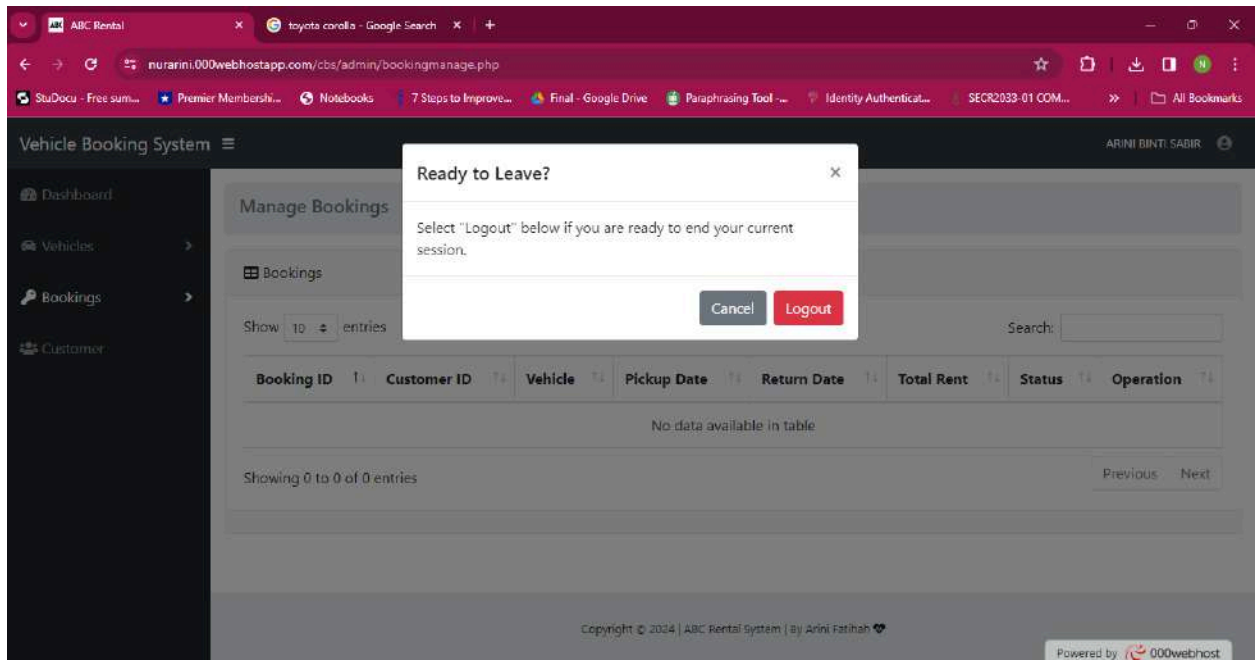 ABC ABC Rental
toyota corolla - Google Search
nurarini.000webhostapp.com/cbs/admin/bookingmanage.php
N
StuDocu - Free sum...
Premier Membershi...
Notebooks
7 Steps to Improve...
Final - Google Drive
Paraphrasing Tool -...
Identity Authenticat...
SECR2033-01 COM...
All Bookmarks
Vehicle Booking System
ARINI BINTI SABIR
Dashboard
Vehicles
Bookings
Customer
Ready to Leave?
Select "Logout" below if you are ready to end your current
session.
Cancel Logout
Manage Bookings
Bookings
Show 10 entries
Search:
Booking ID Customer ID Vehicle Pickup Date Return Date Total Rent Status Operation
No data available in table
Showing 0 to 0 of 0 entries
Previous Next
Copyright © 2024 | ABC Rental System | By Arini Fatihah
Powered by 000webhost